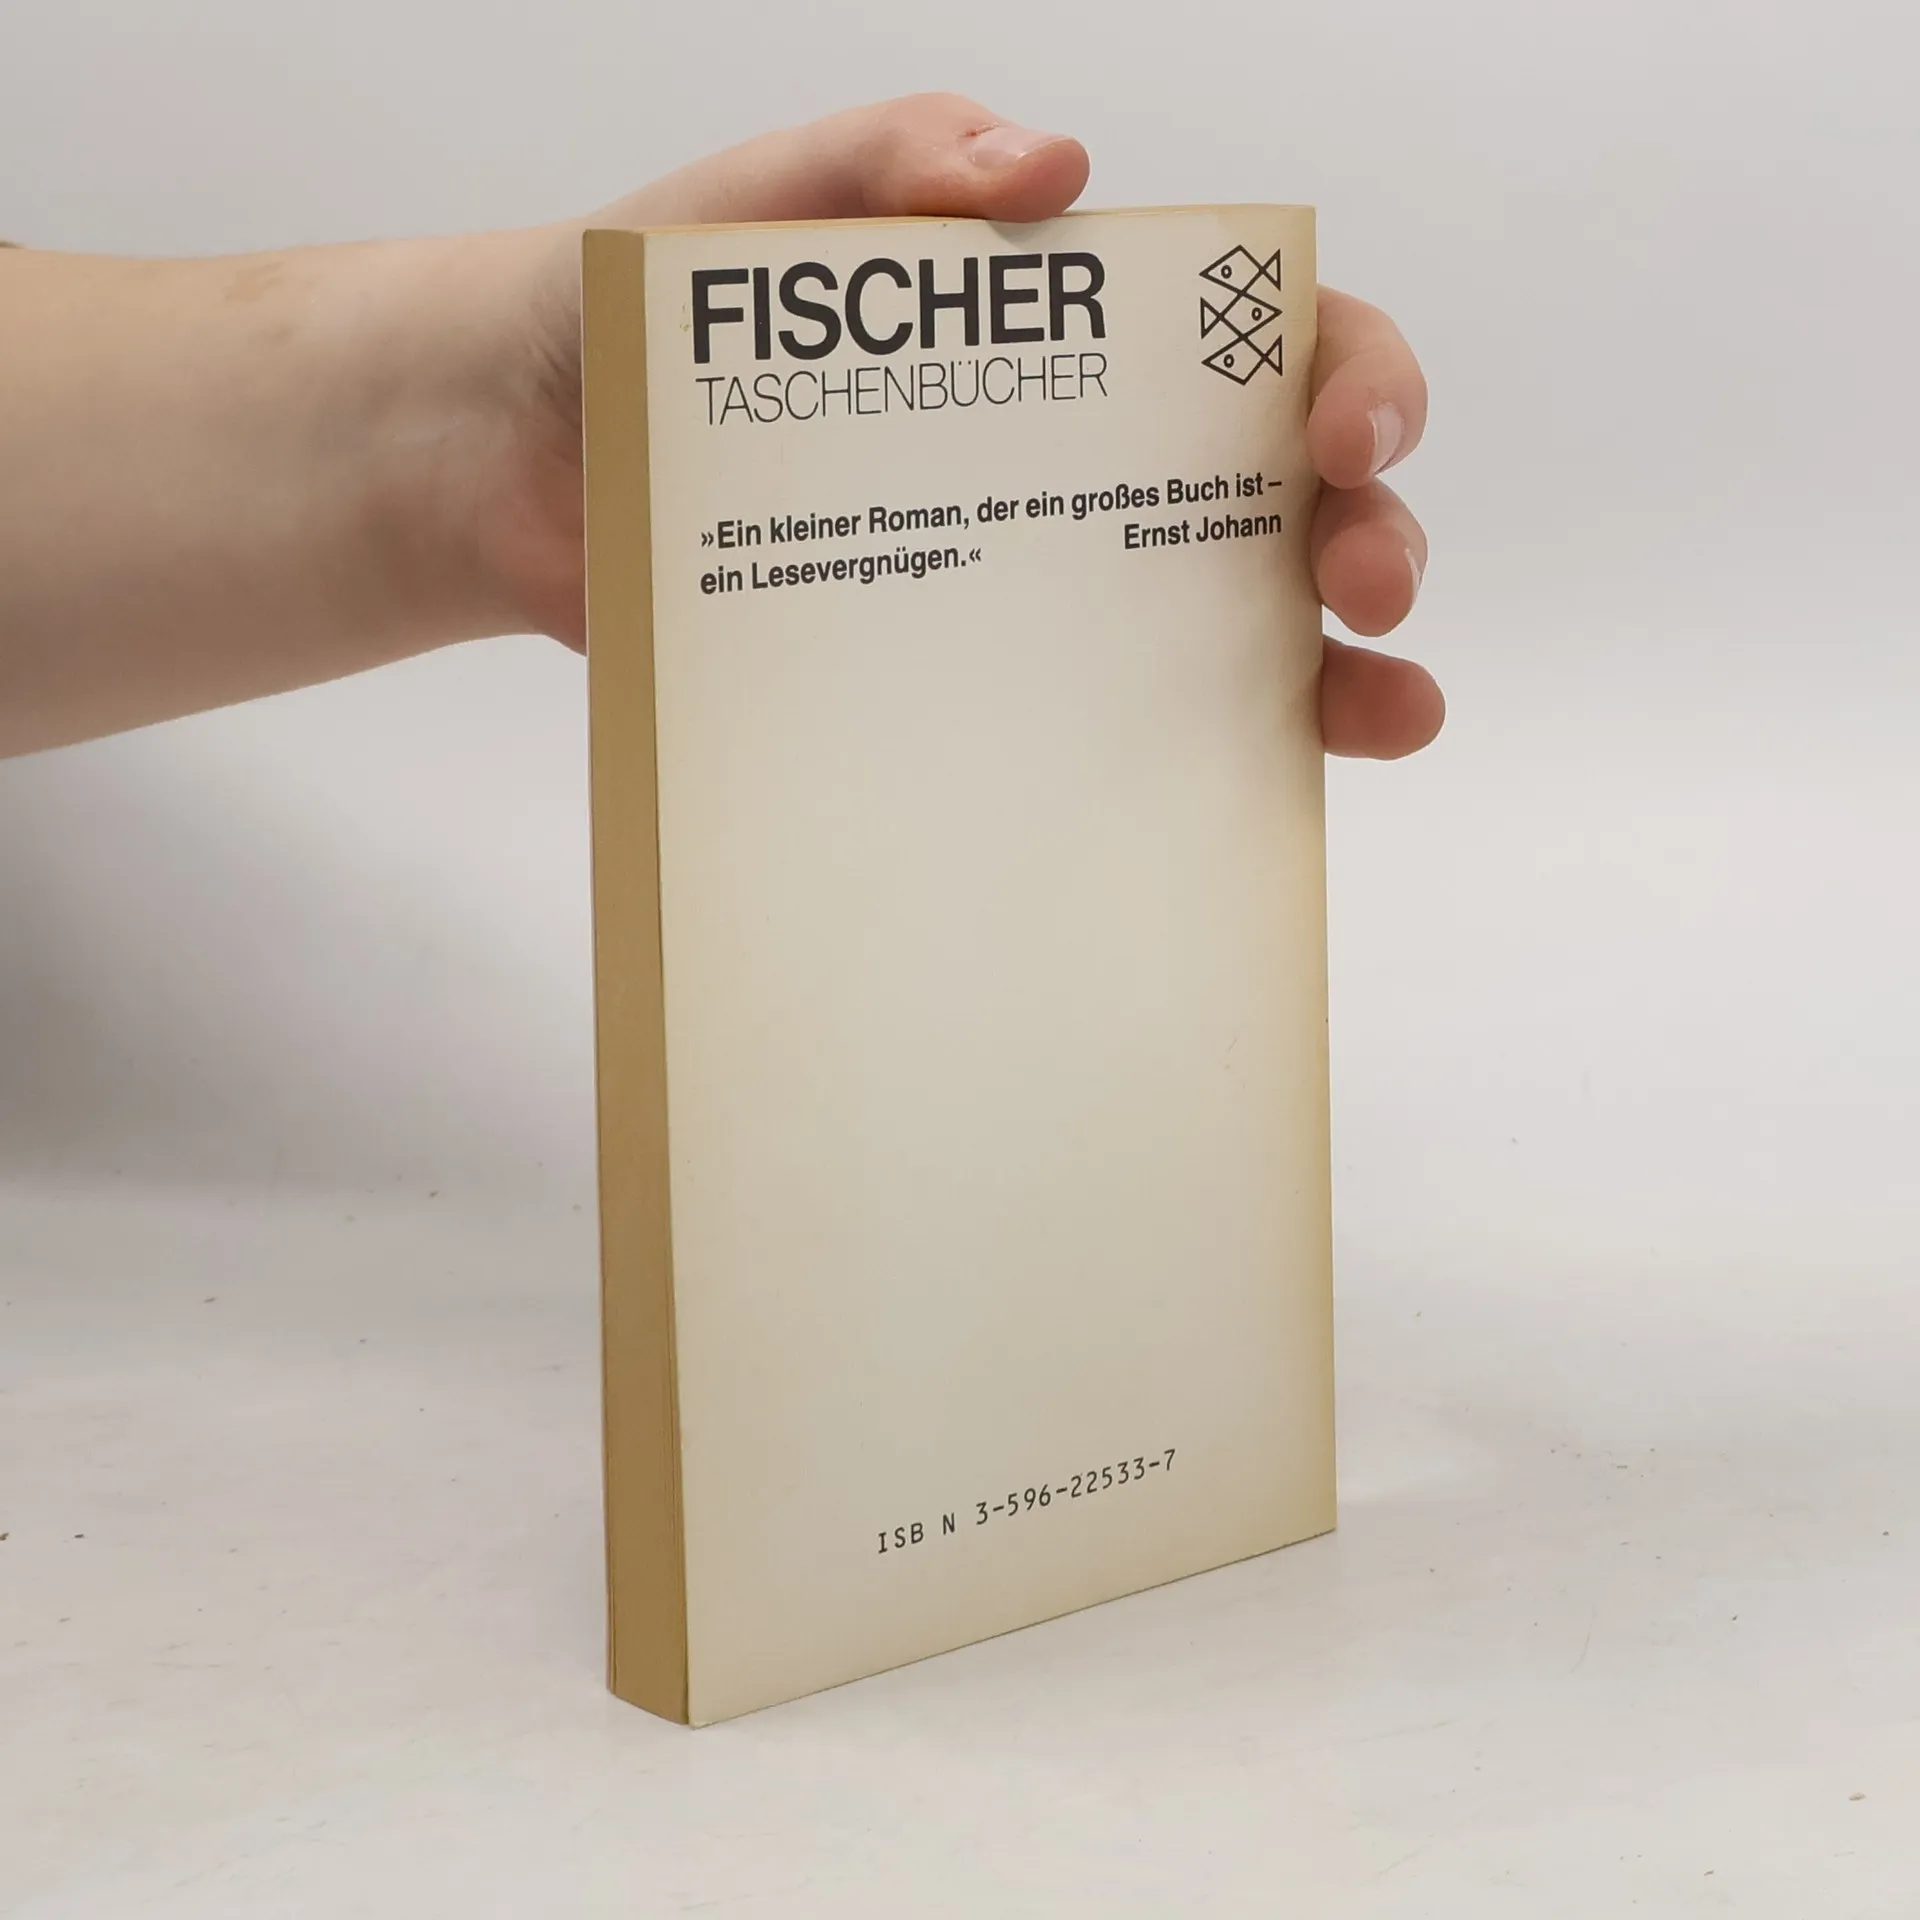 FISCHER
TASCHENBÜCHER
»Ein kleiner Roman, der ein großes Buch ist –
ein Lesevergnügen.« Ernst Johann
ISB N 3-596-22533-7